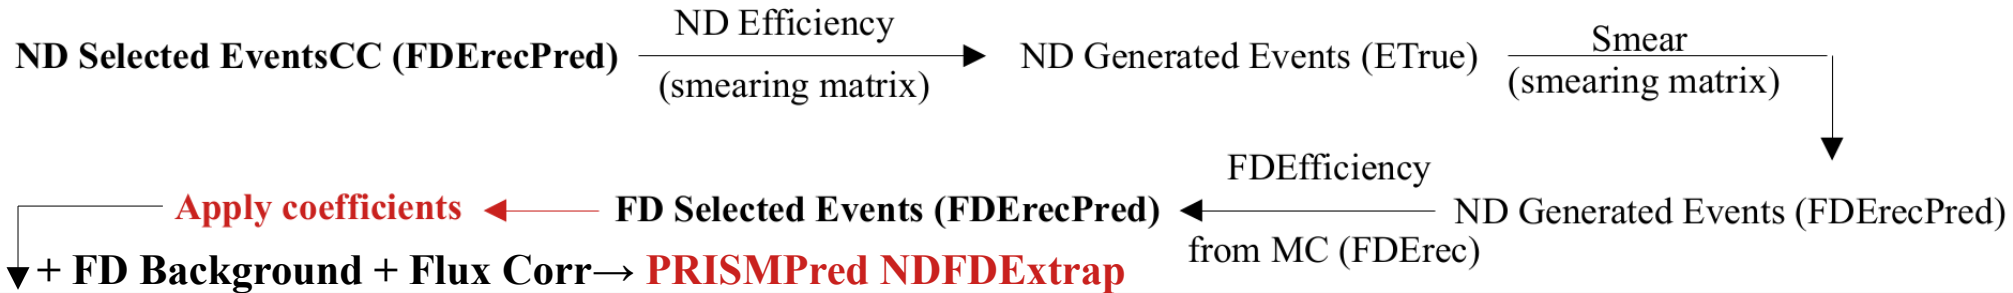 ND Selected EventsCC (FDErecPred)
ND Efficiency
(smearing matrix)
ND Generated Events (ETrue)
Smear
(smearing matrix)
ND Generated Events (FDErecPred)
FDEfficiency
from MC (FDErec)
FD Selected Events (FDErecPred)
Apply coefficients
+ FD Background + Flux Corr→ PRISMPred NDFDExtrap